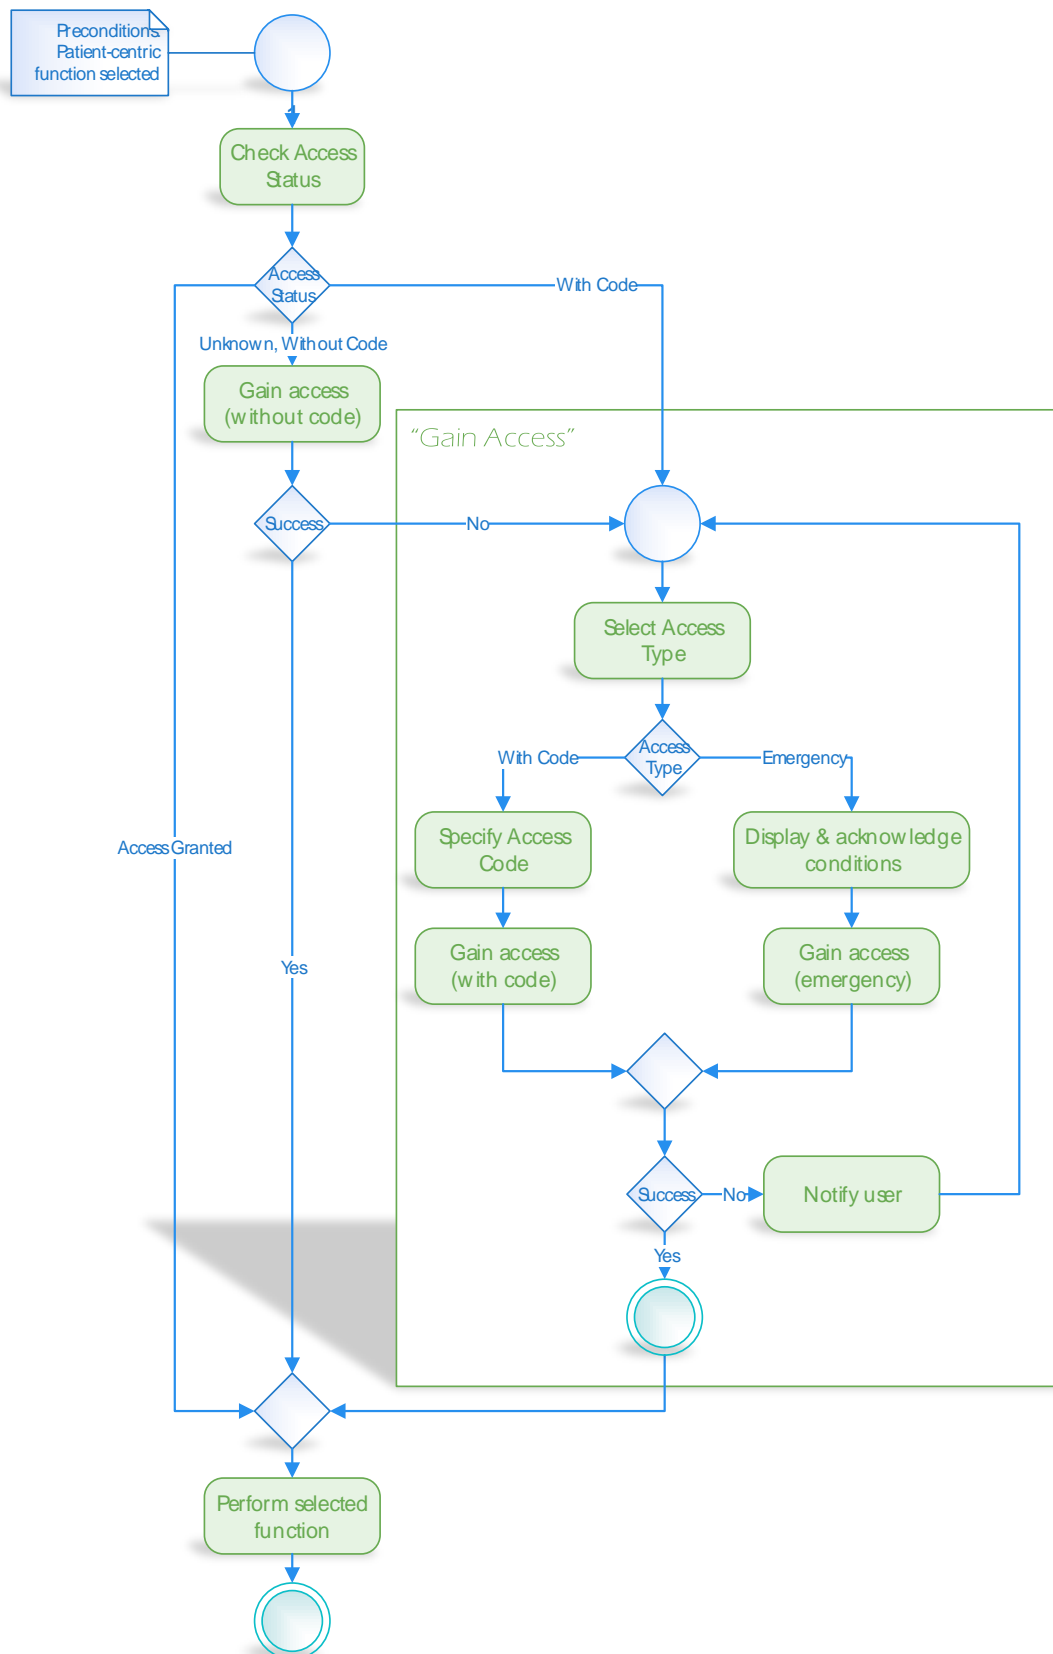 Preconditions:
Patient-centric
function selected
1
Check Access
Status
Access
Status
With Code
Unknown, Without Code
Gain access
(without code)
“Gain Access”
Success
No
Select Access
Type
Access
Type
With Code
Emergency
Specify Access
Code
Display & acknowledge
conditions
Access Granted
Gain access
(with code)
Gain access
(emergency)
Yes
Success
No
Notify user
Yes
Perform selected
function